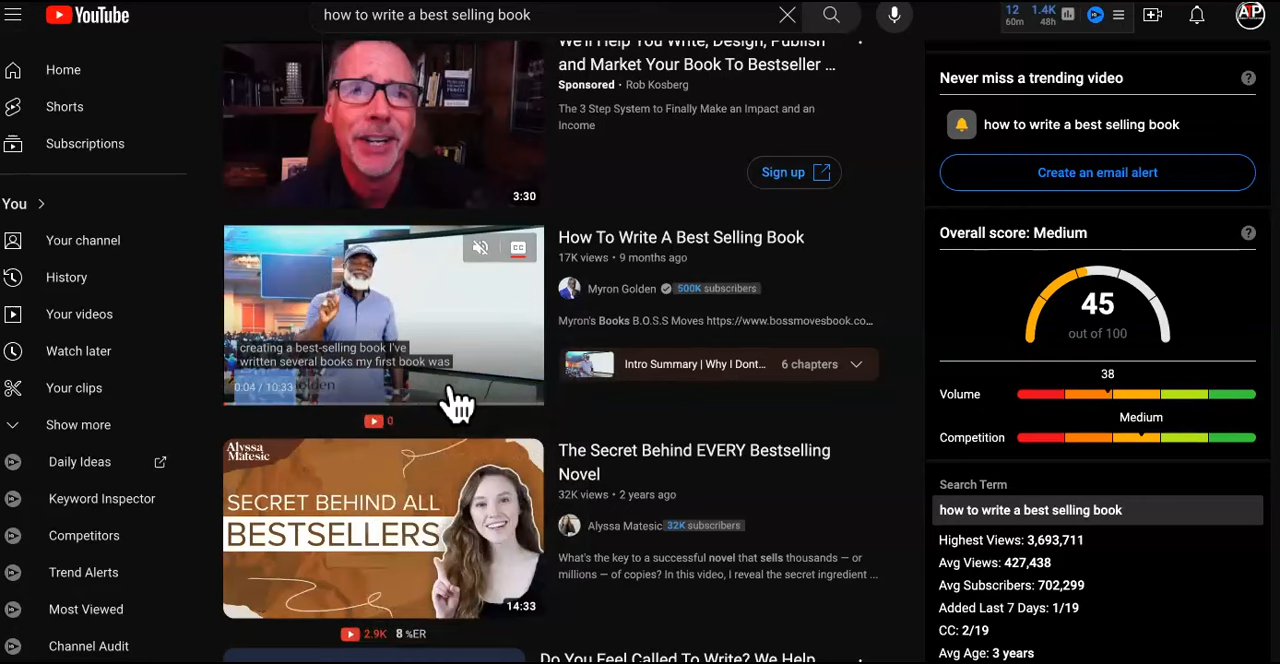 YouTube
how to write a best selling book
12
60m
1.4K
48h
ATP
Home
Shorts
Subscriptions
You
Your channel
History
Your videos
Watch later
Your clips
Show more
Daily Ideas
Keyword Inspector
Competitors
Trend Alerts
Most Viewed
Channel Audit
3:30
We'll Help You Write, Design, Publish
and Market Your Book To Bestseller ...
Sponsored • Rob Kosberg
The 3 Step System to Finally Make an Impact and an
Income
Sign up
CC
creating a best-selling book I've
written several books my first book was
0:04 / 10:33
0
How To Write A Best Selling Book
17K views • 9 months ago
Myron Golden 500K subscribers
Myron's Books B.O.S.S Moves https://www.bossmovesbook.co...
Intro Summary | Why I Dont... 6 chapters
Alyssa
Matesic
SECRET BEHIND ALL
BESTSELLERS
14:33
2.9K 8 %ER
The Secret Behind EVERY Bestselling
Novel
32K views • 2 years ago
Alyssa Matesic 32K subscribers
What's the key to a successful novel that sells thousands — or
millions — of copies? In this video, I reveal the secret ingredient ...
Do You Feel Called To Write? We Help
Never miss a trending video
?
how to write a best selling book
Create an email alert
Overall score: Medium
?
45
out of 100
38
Volume
Medium
Competition
Search Term
how to write a best selling book
Highest Views: 3,693,711
Avg Views: 427,438
Avg Subscribers: 702,299
Added Last 7 Days: 1/19
CC: 2/19
Avg Age: 3 years